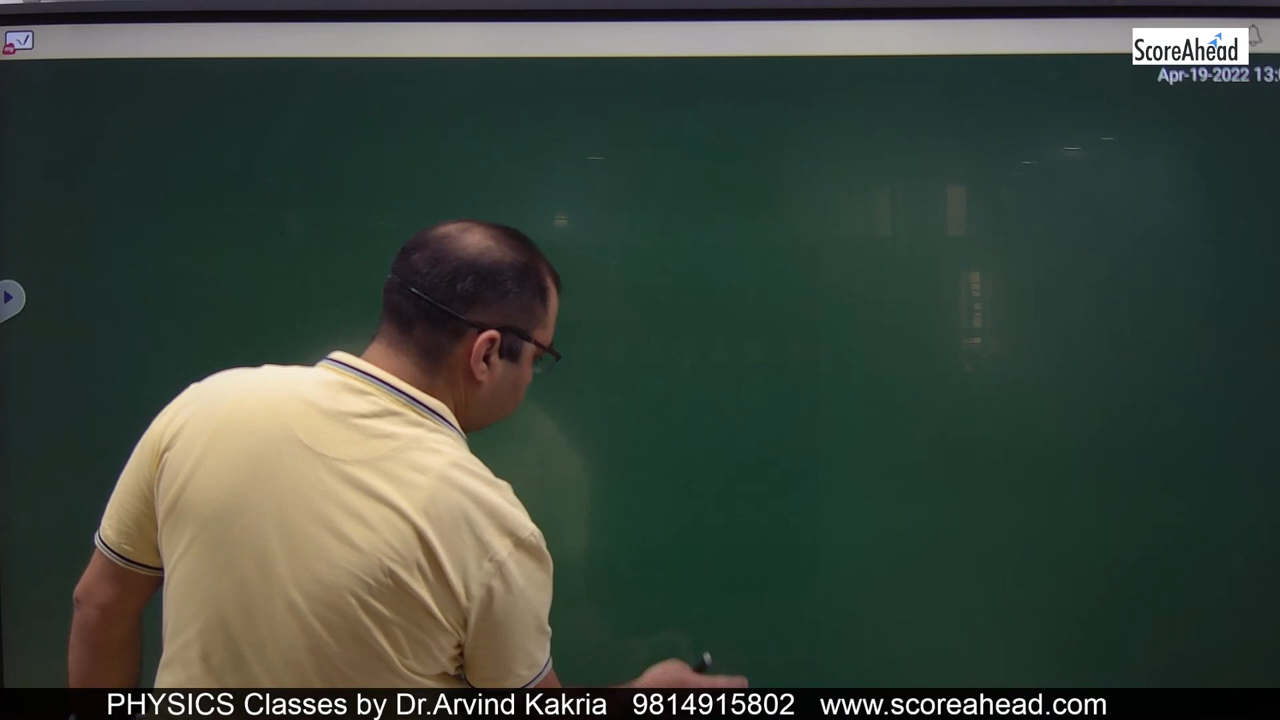 ScoreAhead
Apr-19-2022 13:
PHYSICS Classes by Dr.Arvind Kakria 9814915802 www.scoreahead.com